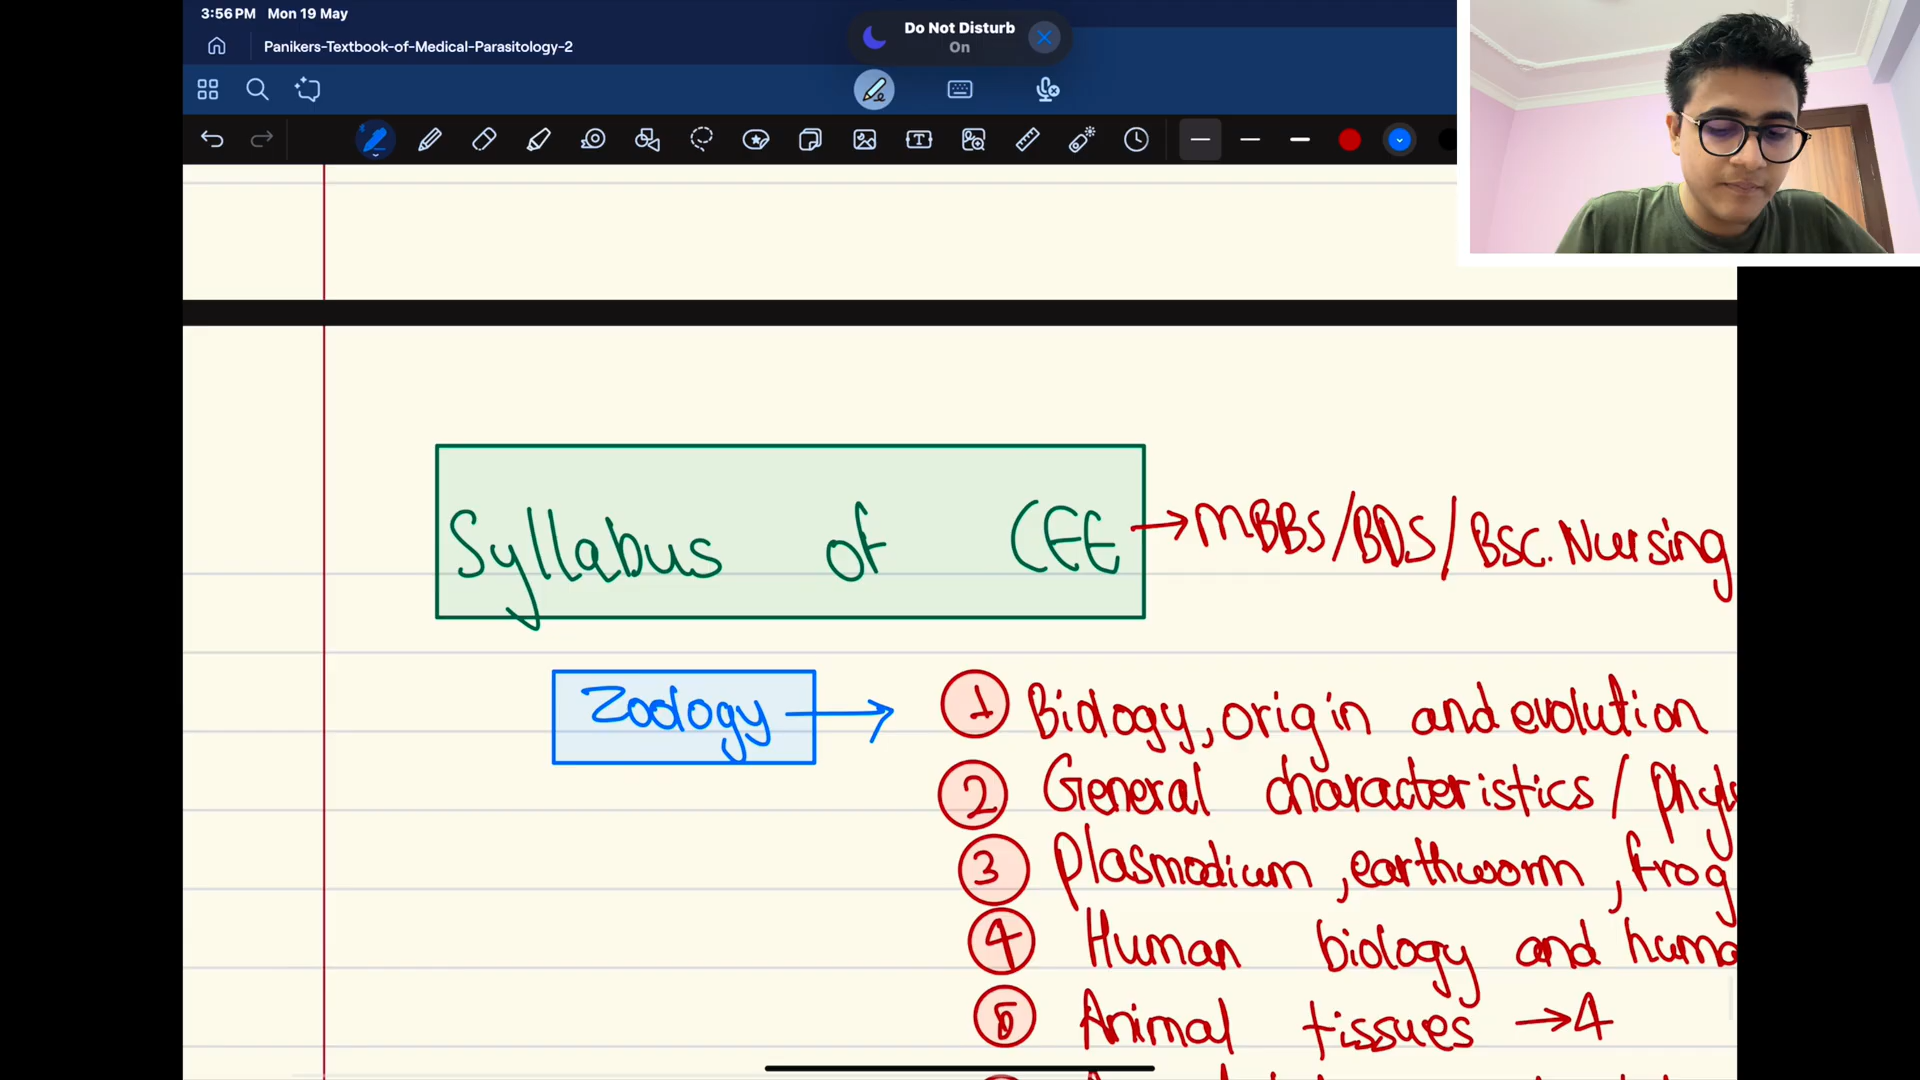 3:56 PM Mon 19 May
Do Not Disturb
On
Panikers-Textbook-of-Medical-Parasitology-2
Syllabus of CEE → MBBS/BDS/BSC. Nursing
Zoology → 1 Biology, origin and evolution
2 General characteristics/
3 Plasmodium, earthworm, frog
4 Human biology and
5 Animal tissues → 4